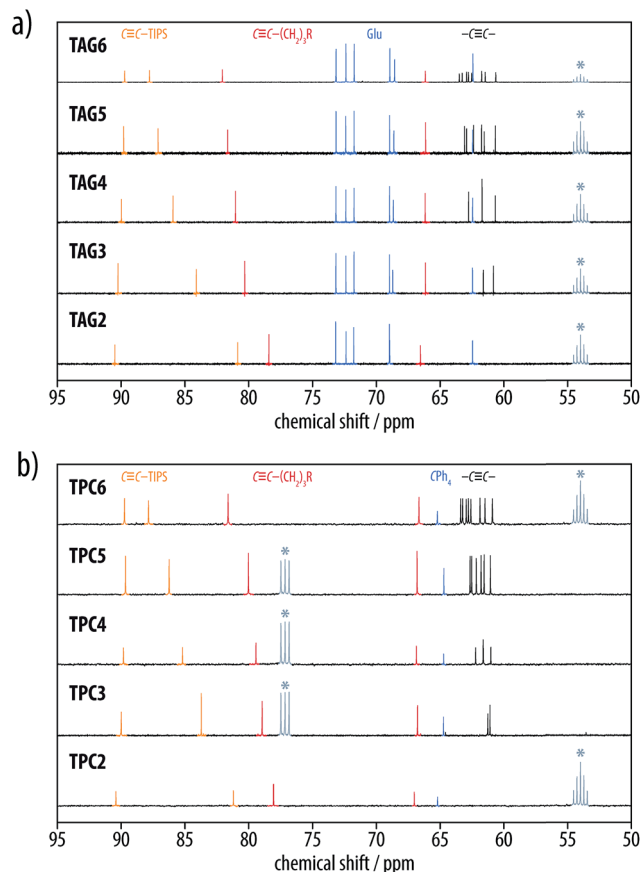 a)
C≡C–TIPS C≡C–(CH2)3R Glu –C≡C–
TAG6
*
TAG5
*
TAG4
*
TAG3
*
TAG2
*
95 90 85 80 75 70 65 60 55 50
chemical shift / ppm
b)
C≡C–TIPS C≡C–(CH2)3R CPh4 –C≡C–
*
TPC6
TPC5
*
TPC4
*
TPC3
*
TPC2
*
95 90 85 80 75 70 65 60 55 50
chemical shift / ppm